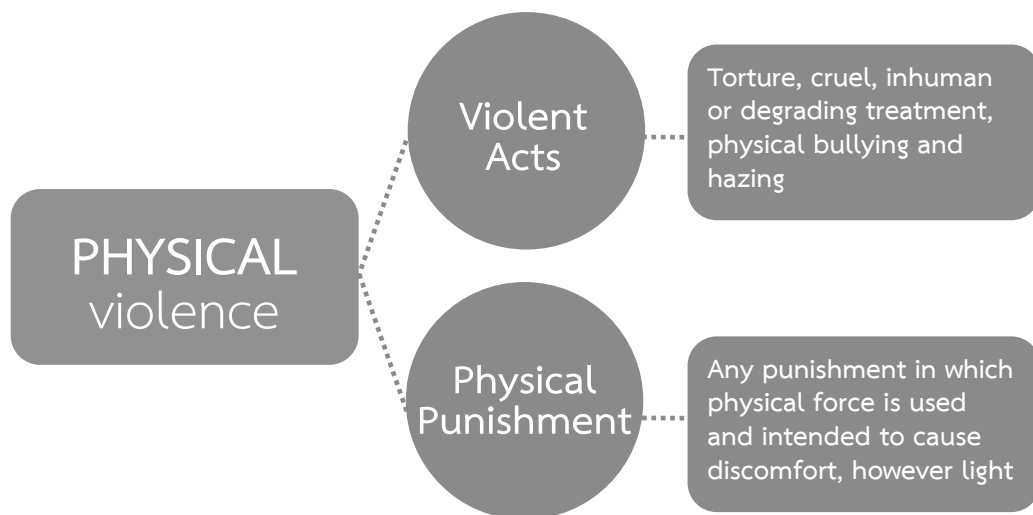 PHYSICAL
violence
Violent
Acts
Torture, cruel, inhuman
or degrading treatment,
physical bullying and
hazing
Physical
Punishment
Any punishment in which
physical force is used
and intended to cause
discomfort, however light